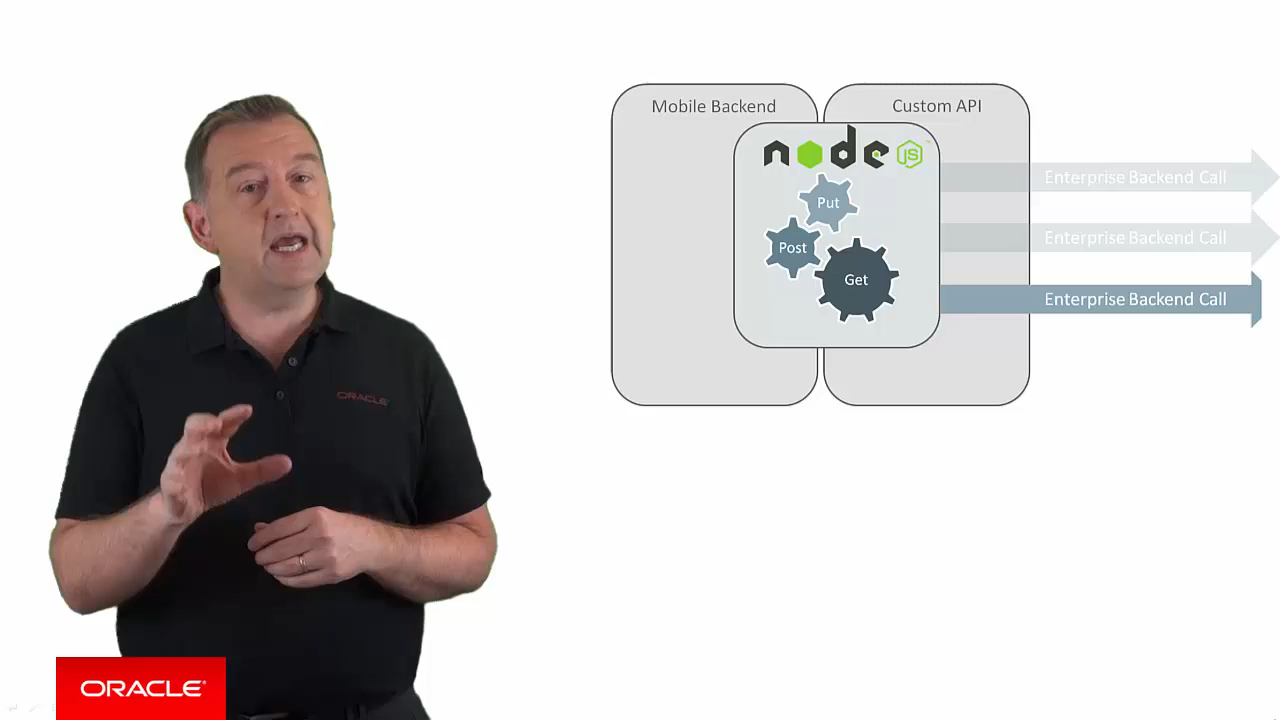 Mobile Backend
Custom API
node
JS
Put
Post
Get
Enterprise Backend Call
Enterprise Backend Call
Enterprise Backend Call
ORACLE
ORACLE